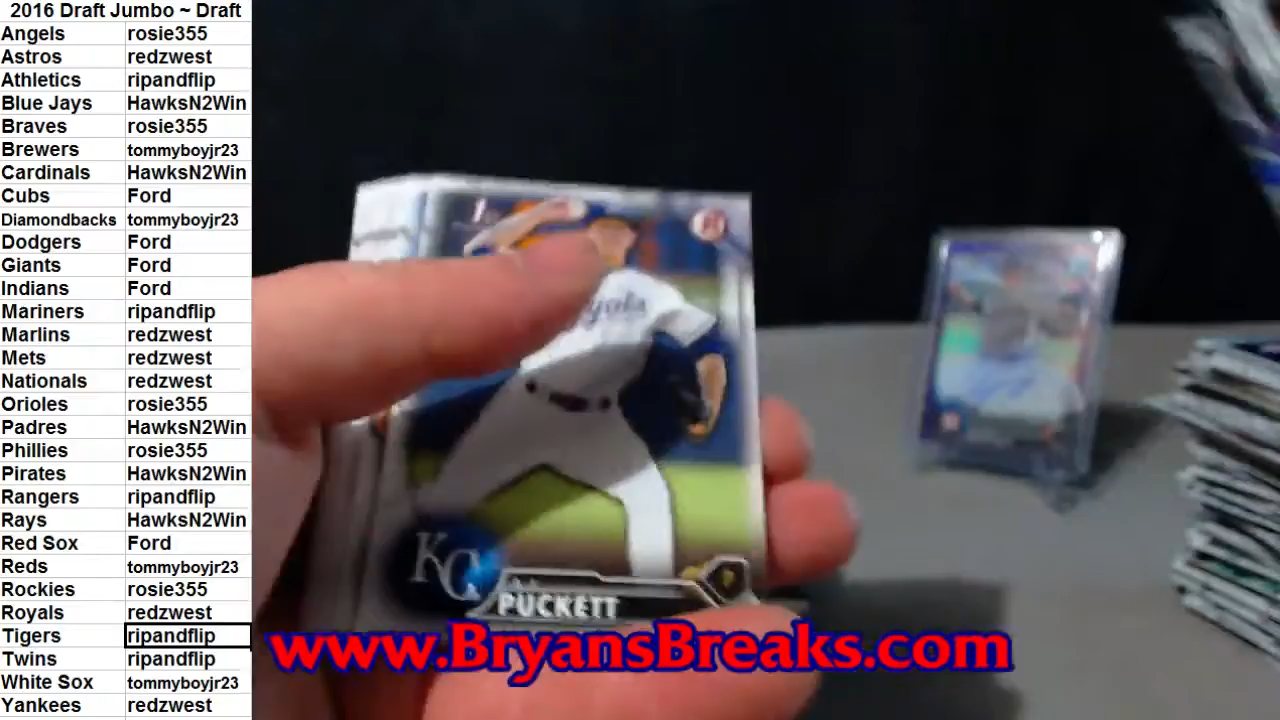 2016 Draft Jumbo ~ Draft
Angels rosie355
Astros redzwest
Athletics ripandflip
Blue Jays HawksN2Win
Braves rosie355
Brewers tommyboyjr23
Cardinals HawksN2Win
Cubs Ford
Diamondbacks tommyboyjr23
Dodgers Ford
Giants Ford
Indians Ford
Mariners ripandflip
Marlins redzwest
Mets redzwest
Nationals redzwest
Orioles rosie355
Padres HawksN2Win
Phillies rosie355
Pirates HawksN2Win
Rangers ripandflip
Rays HawksN2Win
Red Sox Ford
Reds tommyboyjr23
Rockies rosie355
Royals redzwest
Tigers ripandflip
Twins ripandflip
White Sox tommyboyjr23
Yankees redzwest
KC
PUCKETT
www.BryansBreaks.com